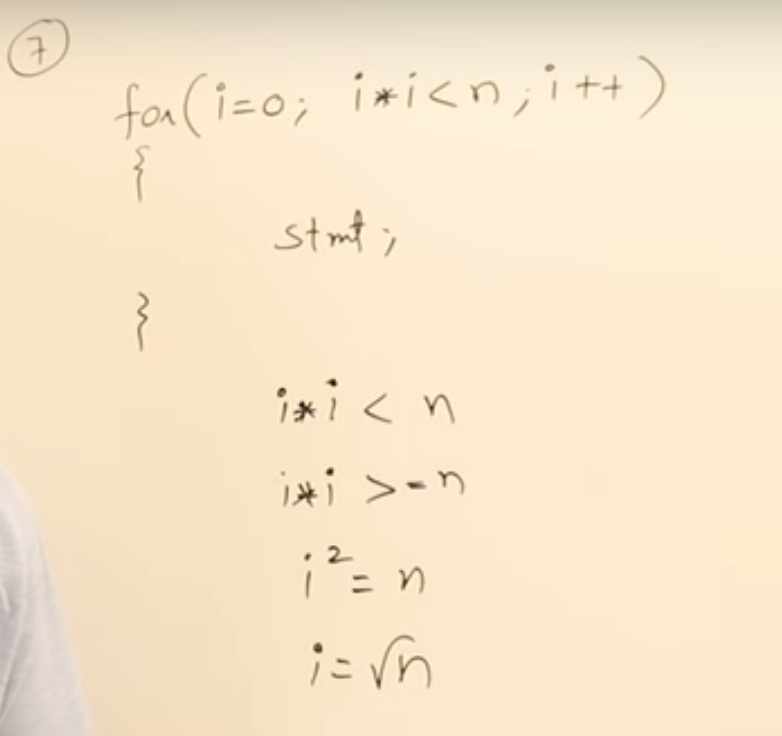 7
for(i=0; i*i<n; i++)
{
stmt;
}
i*i < n
i*i >= n
i² = n
i = √n